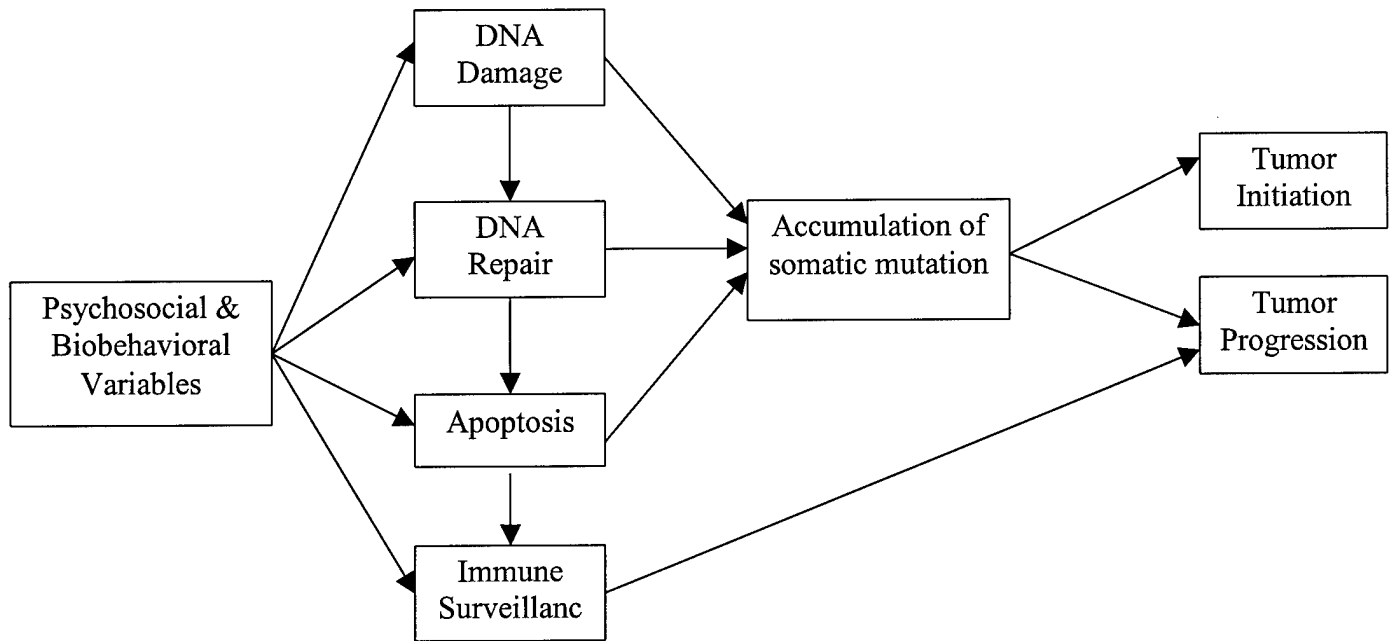 Psychosocial &
Biobehavioral
Variables
DNA
Damage
DNA
Repair
Apoptosis
Immune
Surveillanc
Accumulation of
somatic mutation
Tumor
Initiation
Tumor
Progression